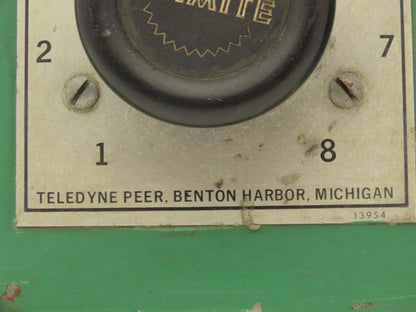 2 7
1 8
TELEDYNE PEER, BENTON HARBOR, MICHIGAN
13954